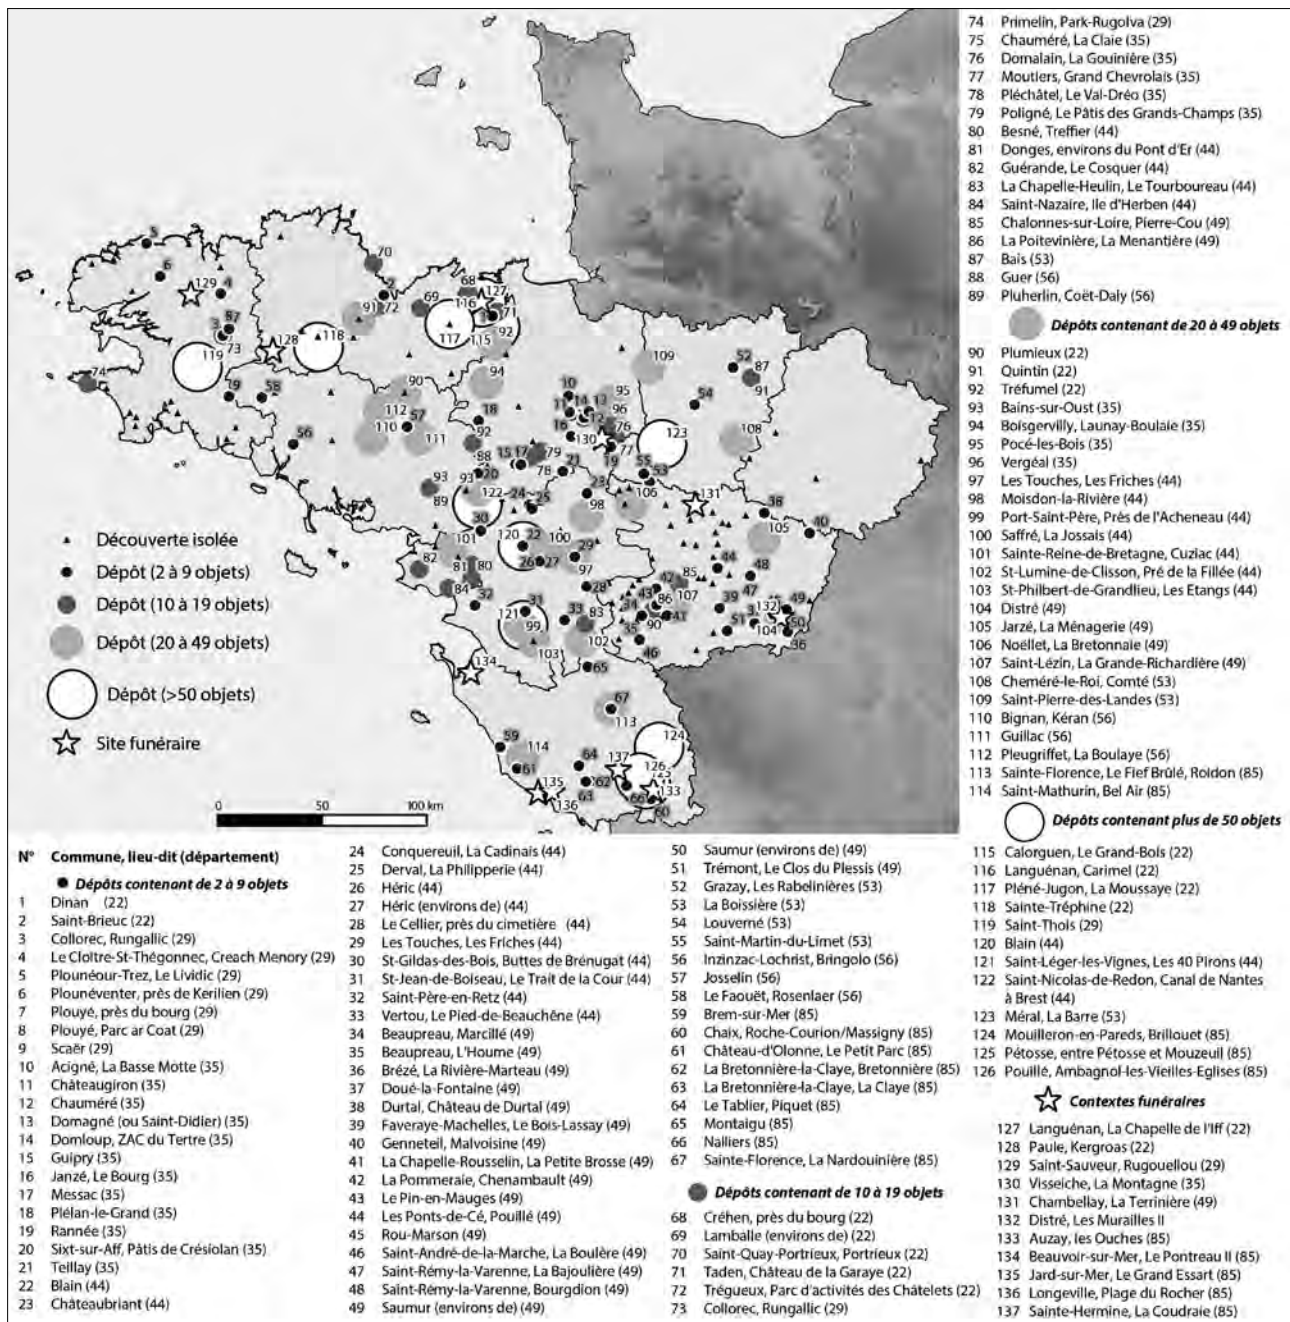 Découverte isolée
Dépôt (2 à 9 objets)
Dépôt (10 à 19 objets)
Dépôt (20 à 49 objets)
Dépôt (>50 objets)
Site funéraire
0 50 100 km
N° Commune, lieu-dit (département)
Dépôts contenant de 2 à 9 objets
1 Dinan (22)
2 Saint-Brieuc (22)
3 Collorec, Rungallic (29)
4 Le Cloître-St-Thégonnec, Creach Menory (29)
5 Plounéour-Trez, Le Lividic (29)
6 Plounéventer, près de Kerilien (29)
7 Plouyé, près du bourg (29)
8 Plouyé, Parc ar Coat (29)
9 Scaër (29)
10 Acigné, La Basse Motte (35)
11 Châteaugiron (35)
12 Chauméré (35)
13 Domagné (ou Saint-Didier) (35)
14 Domloup, ZAC du Tertre (35)
15 Guipry (35)
16 Janzé, Le Bourg (35)
17 Messac (35)
18 Plélan-le-Grand (35)
19 Rannée (35)
20 Sixt-sur-Aff, Pâtis de Crésiolan (35)
21 Teillay (35)
22 Blain (44)
23 Châteaubriant (44)
24 Conquereuil, La Cadinais (44)
25 Derval, La Philipperie (44)
26 Héric (44)
27 Héric (environs de) (44)
28 Le Cellier, près du cimetière (44)
29 Les Touches, Les Friches (44)
30 St-Gildas-des-Bois, Buttes de Brénugat (44)
31 St-Jean-de-Boiseau, Le Trait de la Cour (44)
32 Saint-Père-en-Retz (44)
33 Vertou, Le Pied-de-Beauchêne (44)
34 Beaupreau, Marcillé (49)
35 Beaupreau, L'Houme (49)
36 Brézé, La Rivière-Marteau (49)
37 Doué-la-Fontaine (49)
38 Durtal, Château de Durtal (49)
39 Faveraye-Machelles, Le Bois-Lassay (49)
40 Genneteil, Malvoisine (49)
41 La Chapelle-Rousselin, La Petite Brosse (49)
42 La Pommeraie, Chenambault (49)
43 Le Pin-en-Mauges (49)
44 Les Ponts-de-Cé, Pouillé (49)
45 Rou-Marson (49)
46 Saint-André-de-la-Marche, La Boulère (49)
47 Saint-Rémy-la-Varenne, La Bajoulière (49)
48 Saint-Rémy-la-Varenne, Bourgdion (49)
49 Saumur (environs de) (49)
50 Saumur (environs de) (49)
51 Trémont, Le Clos du Plessis (49)
52 Grazay, Les Rabelinières (53)
53 La Boissière (53)
54 Louverné (53)
55 Saint-Martin-du-Limet (53)
56 Inzinzac-Lochrist, Bringolo (56)
57 Josselin (56)
58 Le Faouët, Rosenlaer (56)
59 Brem-sur-Mer (85)
60 Chaix, Roche-Courion/Massigny (85)
61 Château-d'Olonne, Le Petit Parc (85)
62 La Bretonnière-la-Claye, Bretonnière (85)
63 La Bretonnière-la-Claye, La Claye (85)
64 Le Tablier, Piquet (85)
65 Montaigu (85)
66 Nalliers (85)
67 Sainte-Florence, La Nardouinière (85)
Dépôts contenant de 10 à 19 objets
68 Créhen, près du bourg (22)
69 Lamballe (environs de) (22)
70 Saint-Quay-Portrieux, Portrieux (22)
71 Taden, Château de la Garaye (22)
72 Trégueux, Parc d'activités des Châtelets (22)
73 Collorec, Rungallic (29)
74 Primelin, Park-Rugolva (29)
75 Chauméré, La Claie (35)
76 Domalain, La Gouinière (35)
77 Moutiers, Grand Chevrolais (35)
78 Pléchâtel, Le Val-Dréo (35)
79 Poligné, Le Pâtis des Grands-Champs (35)
80 Besné, Treffier (44)
81 Donges, environs du Pont d'Er (44)
82 Guérande, Le Cosquer (44)
83 La Chapelle-Heulin, Le Tourboureau (44)
84 Saint-Nazaire, Ile d'Herben (44)
85 Chalonnes-sur-Loire, Pierre-Cou (49)
86 La Poitevinière, La Menantière (49)
87 Bais (53)
88 Guer (56)
89 Pluherlin, Coët-Daly (56)
Dépôts contenant de 20 à 49 objets
90 Plumieux (22)
91 Quintin (22)
92 Tréfumel (22)
93 Bains-sur-Oust (35)
94 Boisgervilly, Launay-Boulaie (35)
95 Pocé-les-Bois (35)
96 Vergéal (35)
97 Les Touches, Les Friches (44)
98 Moisdon-la-Rivière (44)
99 Port-Saint-Père, Près de l'Acheneau (44)
100 Saffré, La Jossais (44)
101 Sainte-Reine-de-Bretagne, Cuziac (44)
102 St-Lumine-de-Clisson, Pré de la Fillée (44)
103 St-Philbert-de-Grandlieu, Les Etangs (44)
104 Distré (49)
105 Jarzé, La Ménagerie (49)
106 Noëllet, La Bretonnaie (49)
107 Saint-Lézin, La Grande-Richardière (49)
108 Cheméré-le-Roi, Comté (53)
109 Saint-Pierre-des-Landes (53)
110 Bignan, Kéran (56)
111 Guillac (56)
112 Pleugriffet, La Boulaye (56)
113 Sainte-Florence, Le Fief Brûlé, Roidon (85)
114 Saint-Mathurin, Bel Air (85)
Dépôts contenant plus de 50 objets
115 Calorguen, Le Grand-Bois (22)
116 Languénan, Carimel (22)
117 Pléné-Jugon, La Moussaye (22)
118 Sainte-Tréphine (22)
119 Saint-Thois (29)
120 Blain (44)
121 Saint-Léger-les-Vignes, Les 40 Pirons (44)
122 Saint-Nicolas-de-Redon, Canal de Nantes
à Brest (44)
123 Méral, La Barre (53)
124 Mouilleron-en-Pareds, Brillouet (85)
125 Pétosse, entre Pétosse et Mouzeuil (85)
126 Pouillé, Ambagnol-les-Vieilles-Eglises (85)
Contextes funéraires
127 Languénan, La Chapelle de l'Iff (22)
128 Paule, Kergroas (22)
129 Saint-Sauveur, Rugouellou (29)
130 Visseiche, La Montagne (35)
131 Chambellay, La Terrinière (49)
132 Distré, Les Murailles II
133 Auzay, les Ouches (85)
134 Beauvoir-sur-Mer, Le Pontreau II (85)
135 Jard-sur-Mer, Le Grand Essart (85)
136 Longeville, Plage du Rocher (85)
137 Sainte-Hermine, La Coudraie (85)